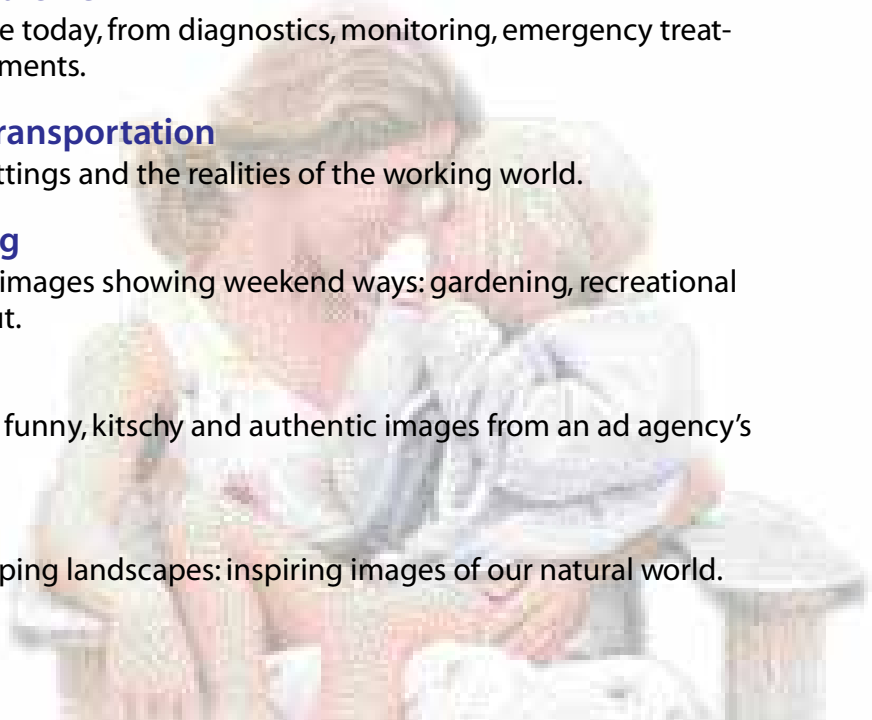 e today, from diagnostics, monitoring, emergency treat-
ments.
ransportation
ttings and the realities of the working world.
g
images showing weekend ways: gardening, recreational
ut.
funny, kitschy and authentic images from an ad agency’s
ping landscapes: inspiring images of our natural world.